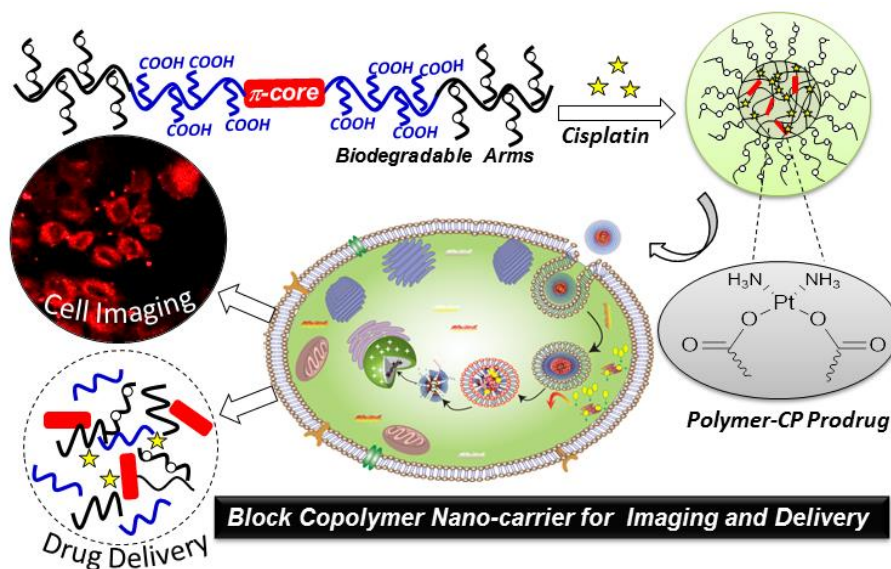 COOH COOH COOH COOH
π-core
COOH COOH COOH COOH
Biodegradable Arms
Cisplatin
Cell Imaging
H₃N NH₃
Pt
O O O O
Polymer-CP Prodrug
Drug Delivery
Block Copolymer Nano-carrier for Imaging and Delivery